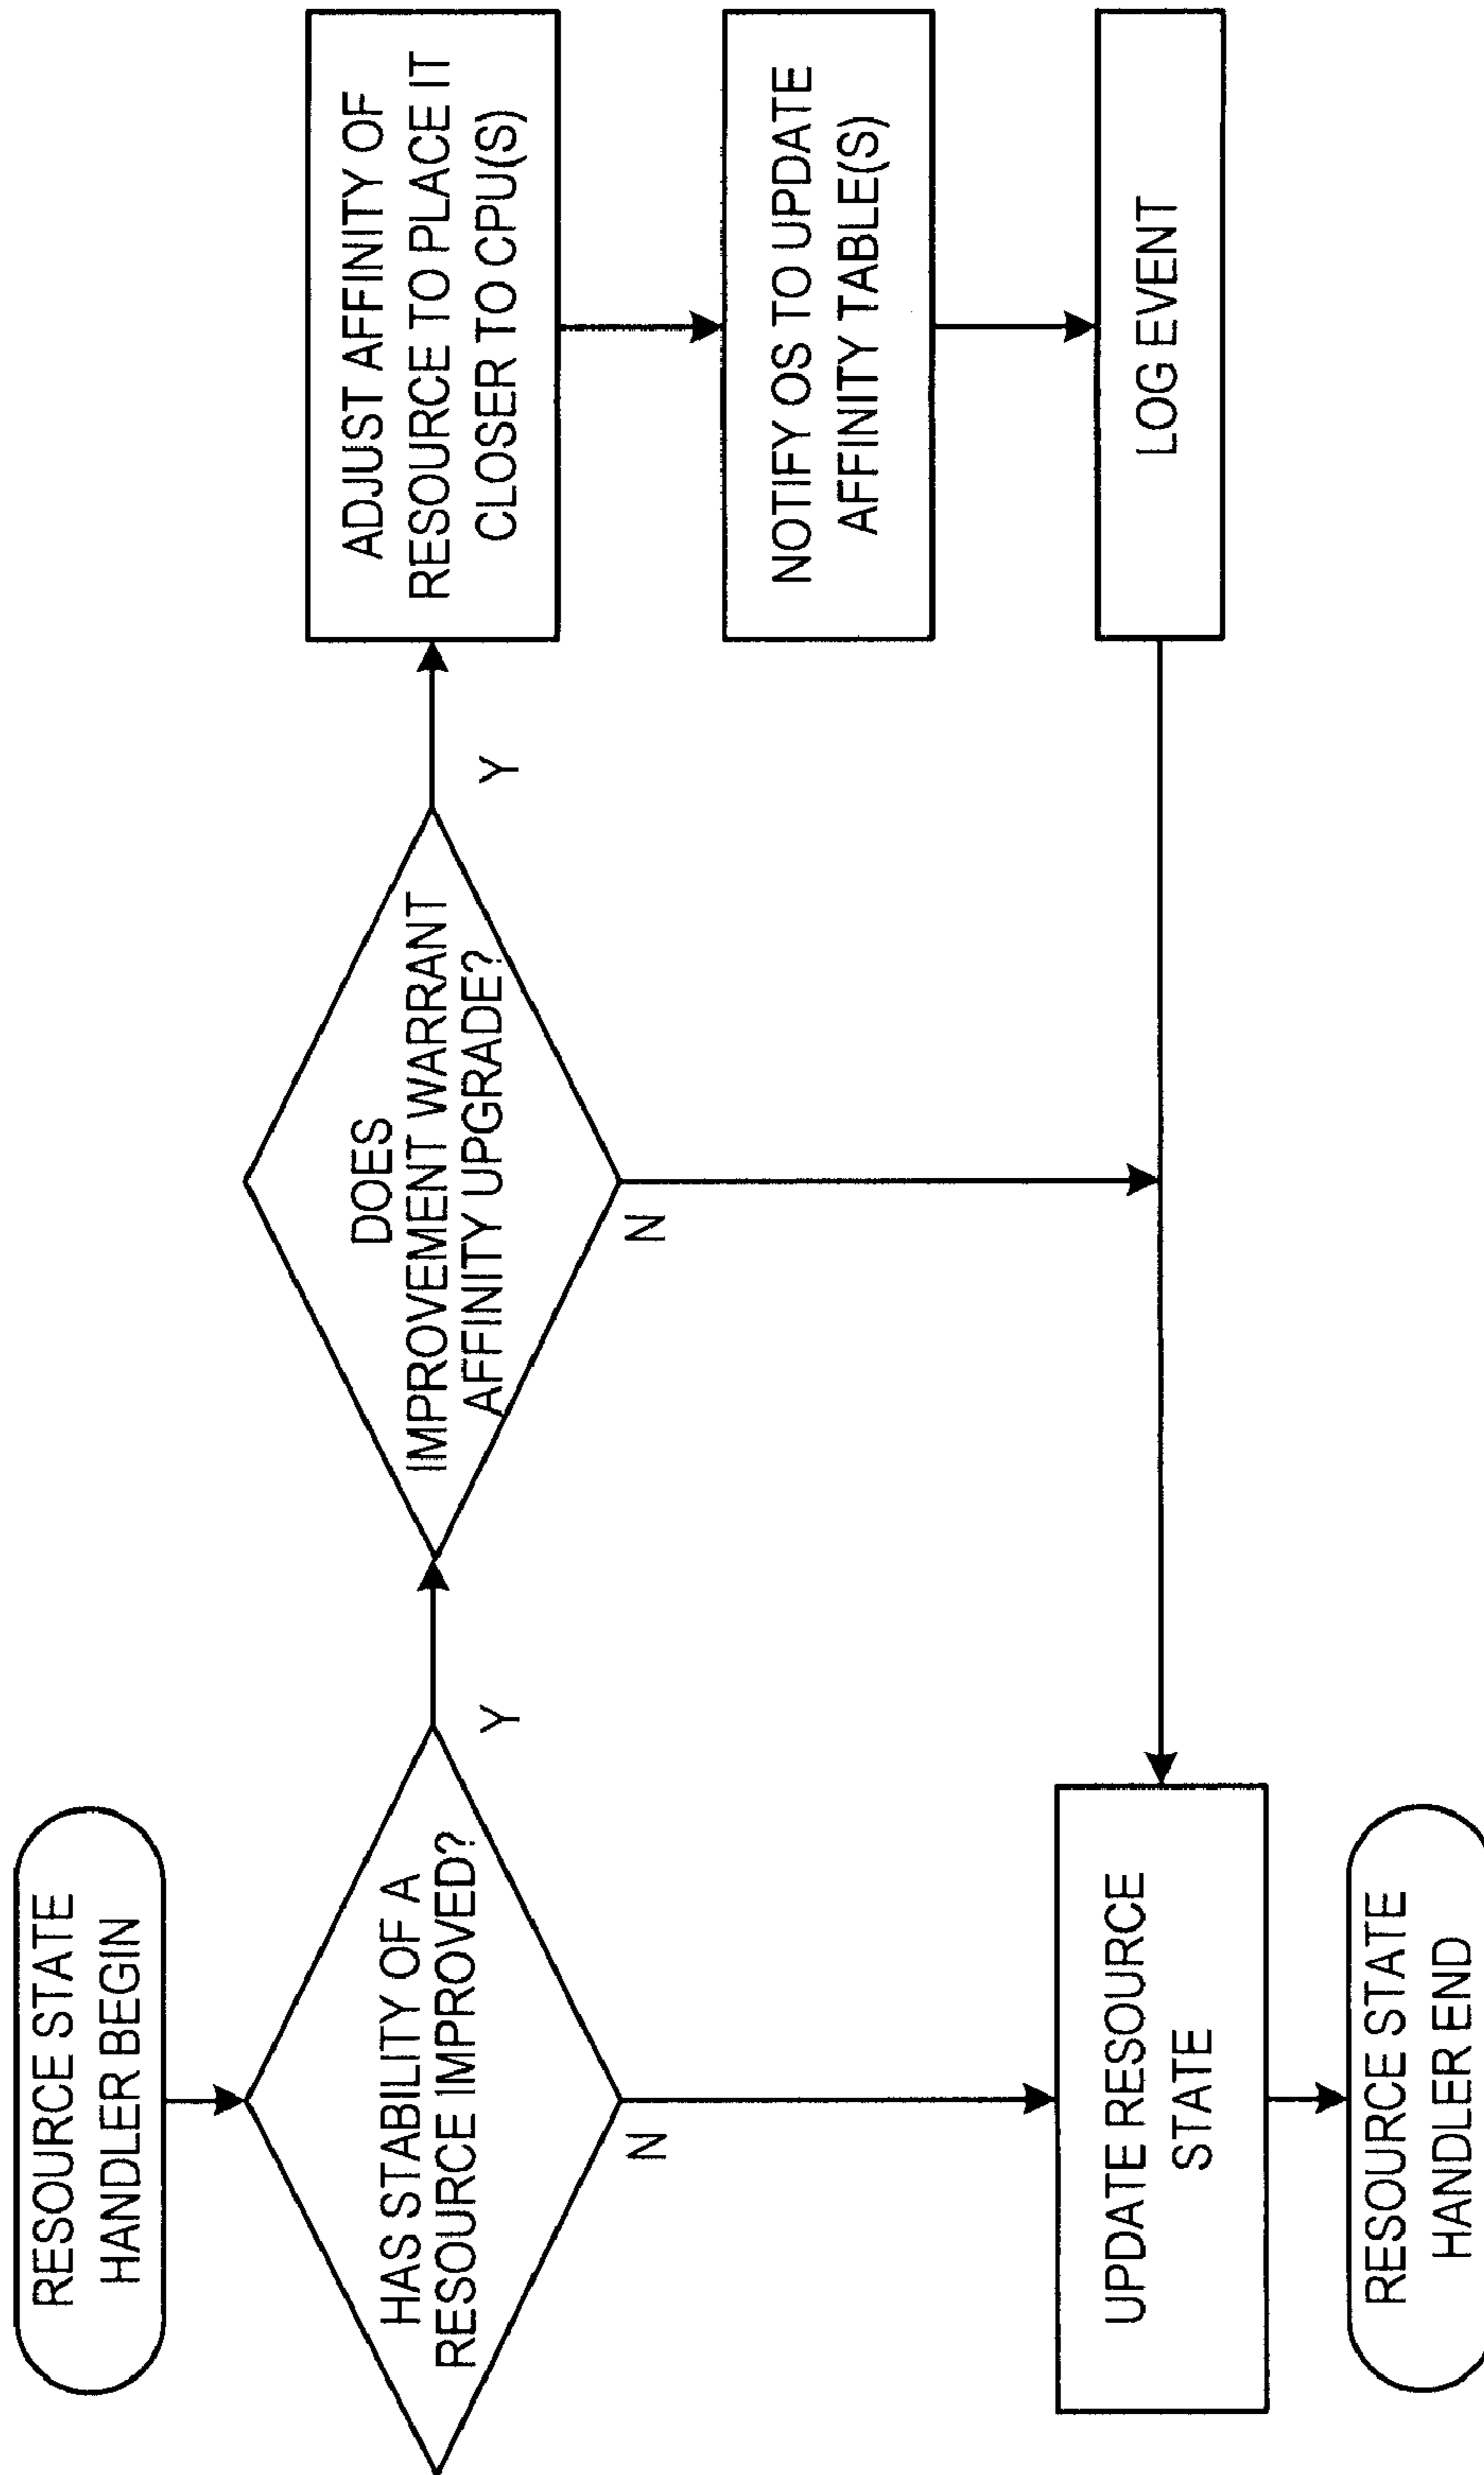 RESOURCE STATE
HANDLER BEGIN
HAS STABILITY OF A
RESOURCE IMPROVED?
Y
N
DOES
IMPROVEMENT WARRANT
AFFINITY UPGRADE?
Y
N
ADJUST AFFINITY OF
RESOURCE TO PLACE IT
CLOSER TO CPU(S)
NOTIFY OS TO UPDATE
AFFINITY TABLE(S)
LOG EVENT
UPDATE RESOURCE
STATE
RESOURCE STATE
HANDLER END